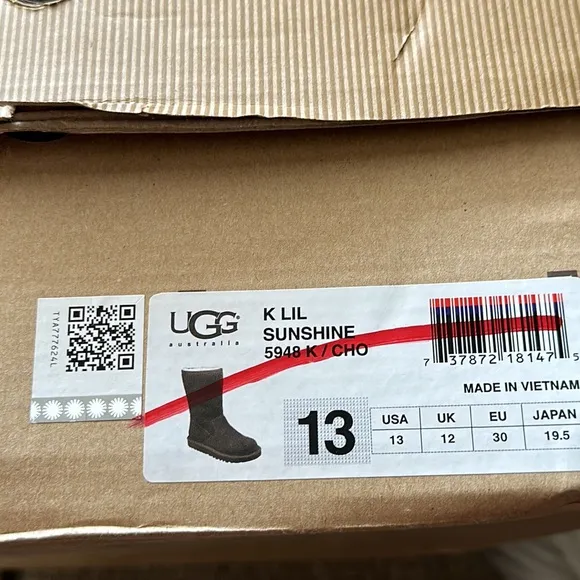 TYA777624L
UGG
australia
K LIL
SUNSHINE
5948 K / CHO
7 37872 18147 5
MADE IN VIETNAM
13
USA UK EU JAPAN
13 12 30 19.5